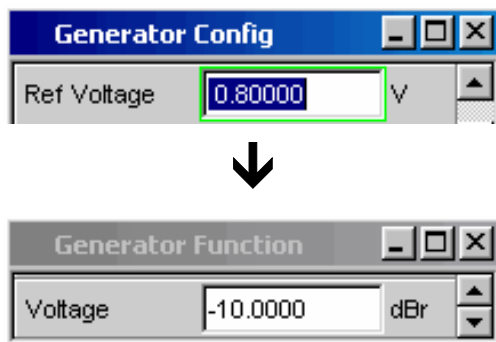 Generator Config
Ref Voltage 0.80000 V
Generator Function
Voltage -10.0000 dBr